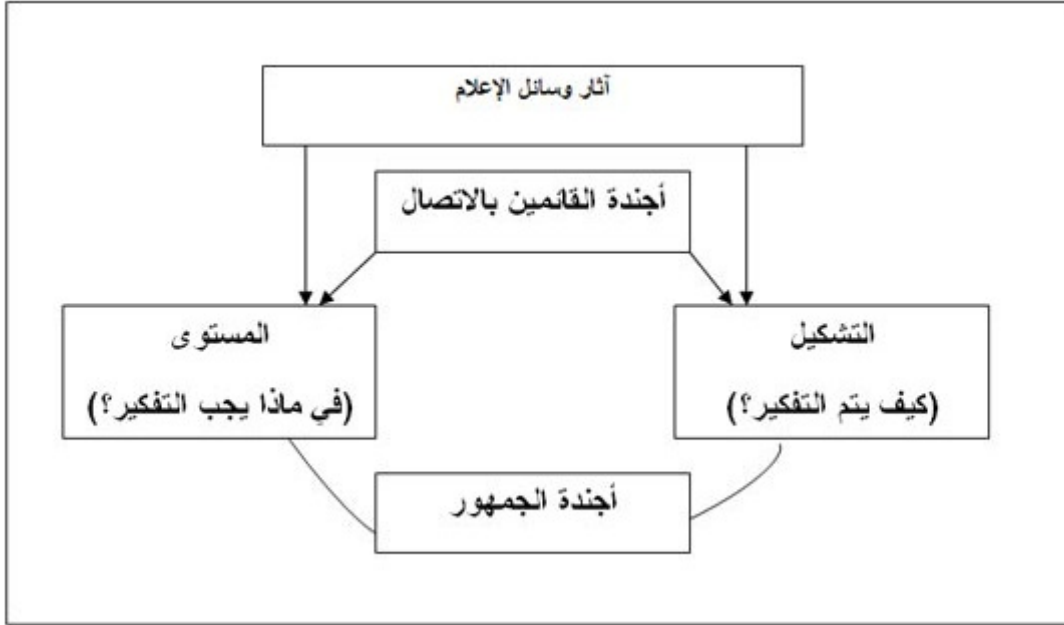 آثار وسائل الإعلام
أجندة القائمين بالاتصال
التشكيل
(كيف يتم التفكير؟)
المستوى
(في ماذا يجب التفكير؟)
أجندة الجمهور